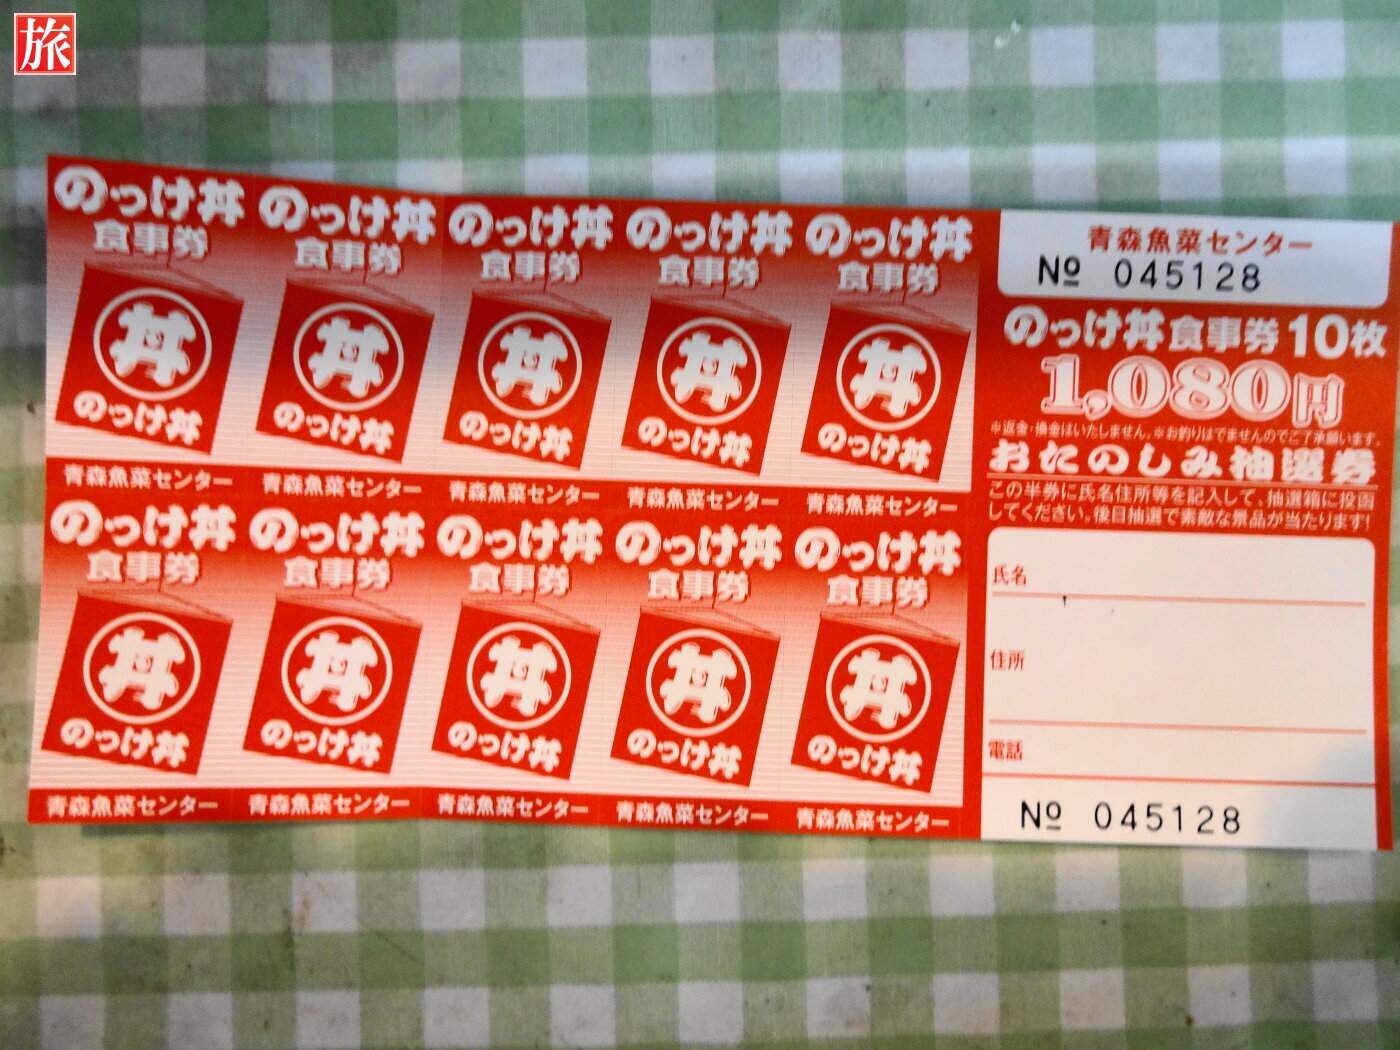 旅
のっけ丼 のっけ丼 のっけ丼 のっけ丼 のっけ丼
食事券 食事券 食事券 食事券 食事券
丼 丼 丼 丼 丼
のっけ丼 のっけ丼 のっけ丼 のっけ丼 のっけ丼
青森魚菜センター 青森魚菜センター 青森魚菜センター 青森魚菜センター 青森魚菜センター
のっけ丼 のっけ丼 のっけ丼 のっけ丼 のっけ丼
食事券 食事券 食事券 食事券 食事券
丼 丼 丼 丼 丼
のっけ丼 のっけ丼 のっけ丼 のっけ丼 のっけ丼
青森魚菜センター 青森魚菜センター 青森魚菜センター 青森魚菜センター 青森魚菜センター
青森魚菜センター
№ 045128
のっけ丼食事券10枚
1,080円
※返金・換金はいたしません。※お釣りはでませんのでご了承願います。
おたのしみ抽選券
この半券に氏名住所等を記入して、抽選箱に投函
してください。後日抽選で素敵な景品が当たります!
氏名
住所
電話
№ 045128